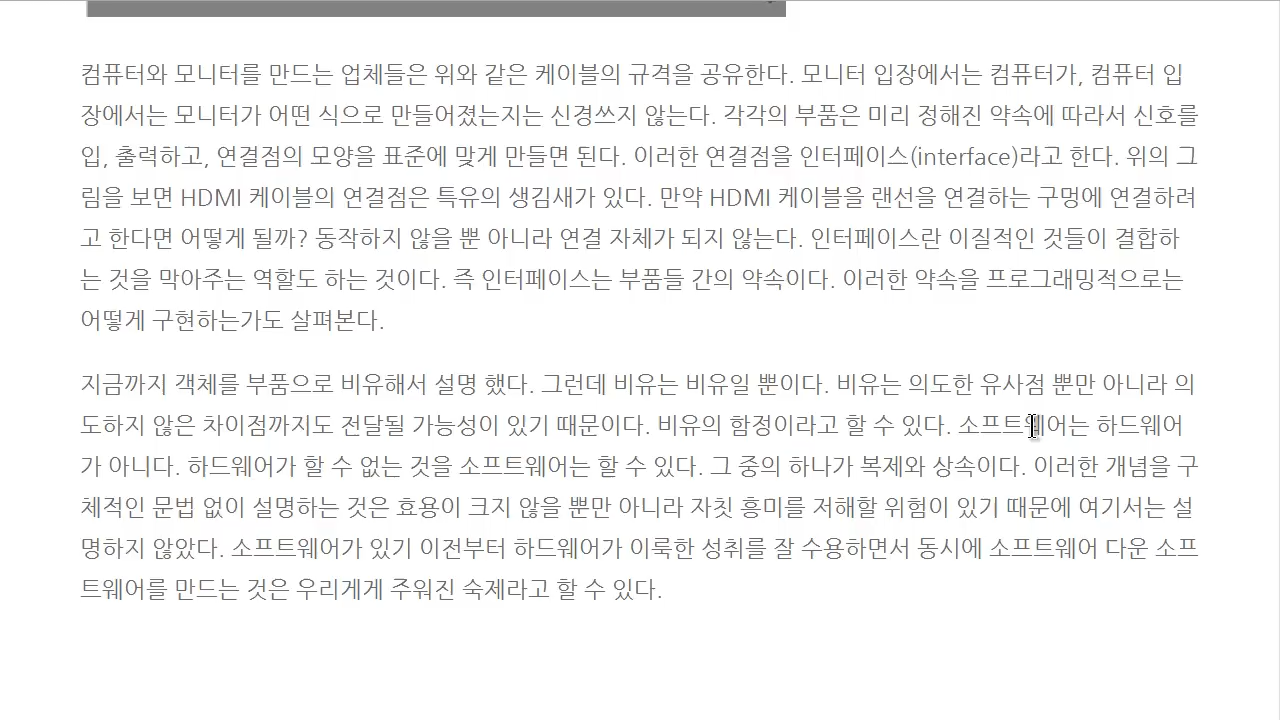 컴퓨터와 모니터를 만드는 업체들은 위와 같은 케이블의 규격을 공유한다. 모니터 입장에서는 컴퓨터가, 컴퓨터 입
장에서는 모니터가 어떤 식으로 만들어졌는지는 신경쓰지 않는다. 각각의 부품은 미리 정해진 약속에 따라서 신호를
입, 출력하고, 연결점의 모양을 표준에 맞게 만들면 된다. 이러한 연결점을 인터페이스(interface)라고 한다. 위의 그
림을 보면 HDMI 케이블의 연결점은 특유의 생김새가 있다. 만약 HDMI 케이블을 랜선을 연결하는 구멍에 연결하려
고 한다면 어떻게 될까? 동작하지 않을 뿐 아니라 연결 자체가 되지 않는다. 인터페이스란 이질적인 것들이 결합하
는 것을 막아주는 역할도 하는 것이다. 즉 인터페이스는 부품들 간의 약속이다. 이러한 약속을 프로그래밍적으로는
어떻게 구현하는가도 살펴본다.
지금까지 객체를 부품으로 비유해서 설명 했다. 그런데 비유는 비유일 뿐이다. 비유는 의도한 유사점 뿐만 아니라 의
도하지 않은 차이점까지도 전달될 가능성이 있기 때문이다. 비유의 함정이라고 할 수 있다. 소프트웨어는 하드웨어
가 아니다. 하드웨어가 할 수 없는 것을 소프트웨어는 할 수 있다. 그 중의 하나가 복제와 상속이다. 이러한 개념을 구
체적인 문법 없이 설명하는 것은 효용이 크지 않을 뿐만 아니라 자칫 흥미를 저해할 위험이 있기 때문에 여기서는 설
명하지 않았다. 소프트웨어가 있기 이전부터 하드웨어가 이룩한 성취를 잘 수용하면서 동시에 소프트웨어 다운 소프
트웨어를 만드는 것은 우리게게 주워진 숙제라고 할 수 있다.